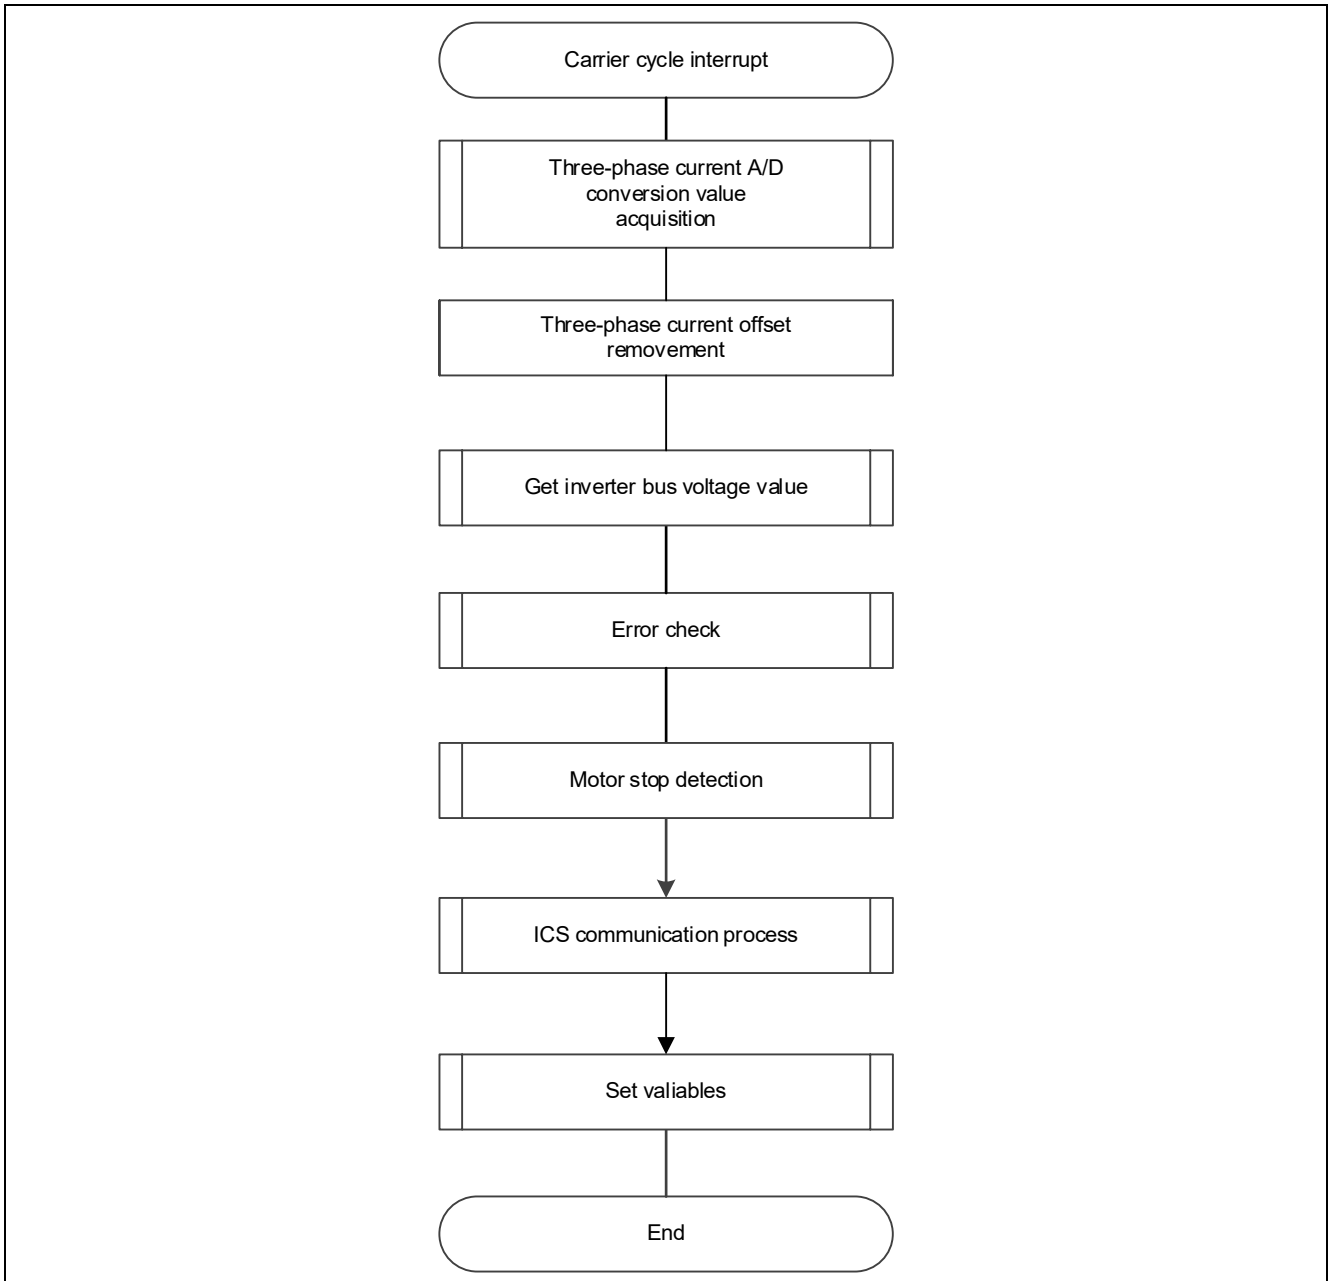 Carrier cycle interrupt
Three-phase current A/D
conversion value
acquisition
Three-phase current offset
removement
Get inverter bus voltage value
Error check
Motor stop detection
ICS communication process
Set valiables
End